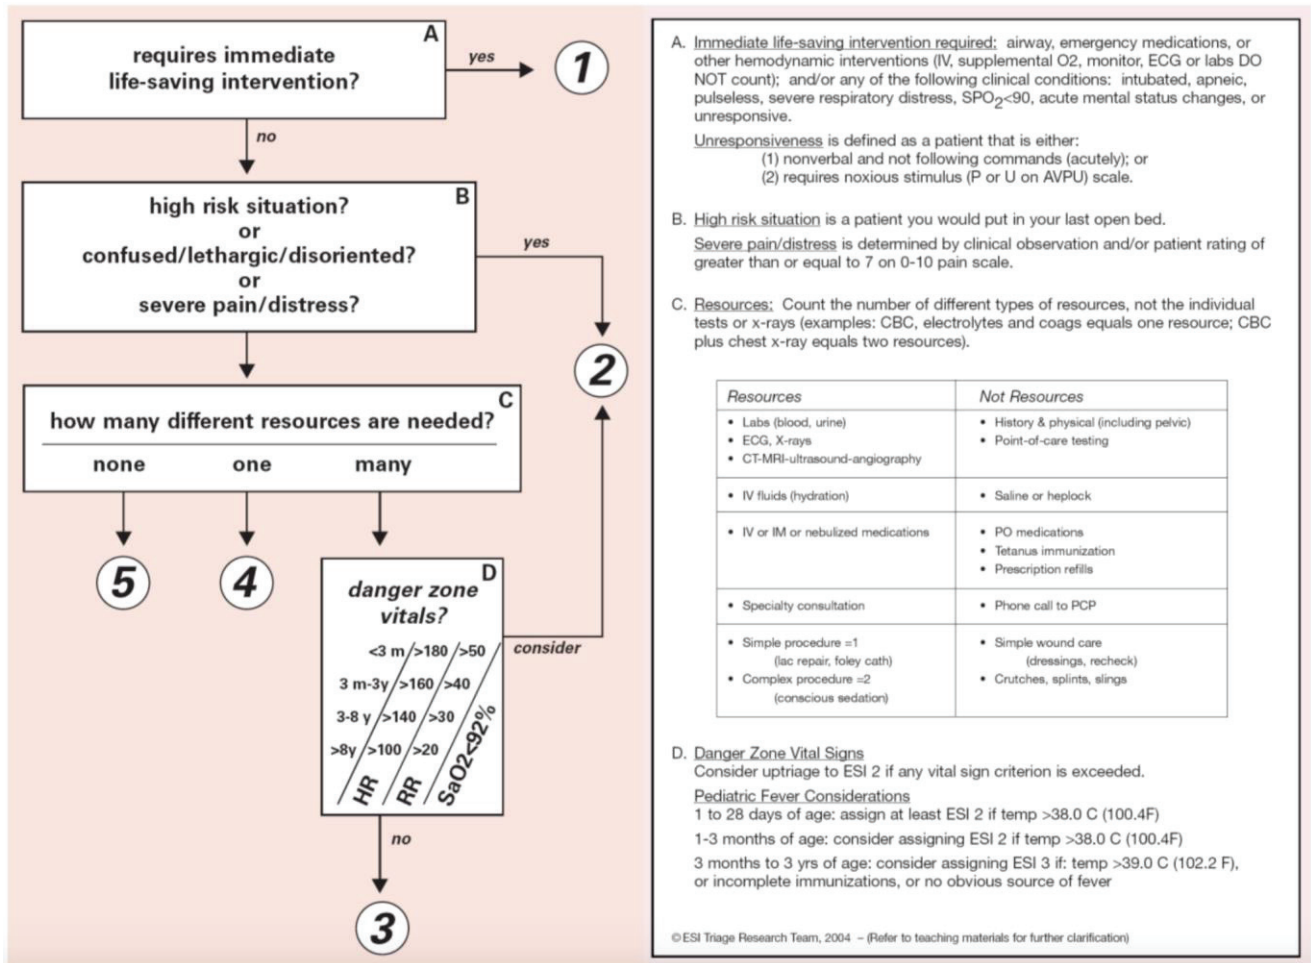 A
requires immediate
life-saving intervention?
yes
1
no
B
high risk situation?
or
confused/lethargic/disoriented?
or
severe pain/distress?
yes
2
C
how many different resources are needed?
none one many
5 4
D
danger zone
vitals?
<3 m >180 >50
3 m-3y >160 >40
3-8 y >140 >30
>8y >100 >20
HR RR SaO2<92%
consider
no
3
A. Immediate life-saving intervention required: airway, emergency medications, or
other hemodynamic interventions (IV, supplemental O2, monitor, ECG or labs DO
NOT count); and/or any of the following clinical conditions: intubated, apneic,
pulseless, severe respiratory distress, SPO2<90, acute mental status changes, or
unresponsive.
Unresponsiveness is defined as a patient that is either:
(1) nonverbal and not following commands (acutely); or
(2) requires noxious stimulus (P or U on AVPU) scale.
B. High risk situation is a patient you would put in your last open bed.
Severe pain/distress is determined by clinical observation and/or patient rating of
greater than or equal to 7 on 0-10 pain scale.
C. Resources: Count the number of different types of resources, not the individual
tests or x-rays (examples: CBC, electrolytes and coags equals one resource; CBC
plus chest x-ray equals two resources).
Resources Not Resources
• Labs (blood, urine) • History & physical (including pelvic)
• ECG, X-rays • Point-of-care testing
• CT-MRI-ultrasound-angiography
• IV fluids (hydration) • Saline or heplock
• IV or IM or nebulized medications • PO medications
• Tetanus immunization
• Prescription refills
• Specialty consultation • Phone call to PCP
• Simple procedure =1 • Simple wound care
(lac repair, foley cath) (dressings, recheck)
• Complex procedure =2 • Crutches, splints, slings
(conscious sedation)
D. Danger Zone Vital Signs
Consider uptriage to ESI 2 if any vital sign criterion is exceeded.
Pediatric Fever Considerations
1 to 28 days of age: assign at least ESI 2 if temp >38.0 C (100.4F)
1-3 months of age: consider assigning ESI 2 if temp >38.0 C (100.4F)
3 months to 3 yrs of age: consider assigning ESI 3 if: temp >39.0 C (102.2 F),
or incomplete immunizations, or no obvious source of fever
©ESI Triage Research Team, 2004 – (Refer to teaching materials for further clarification)